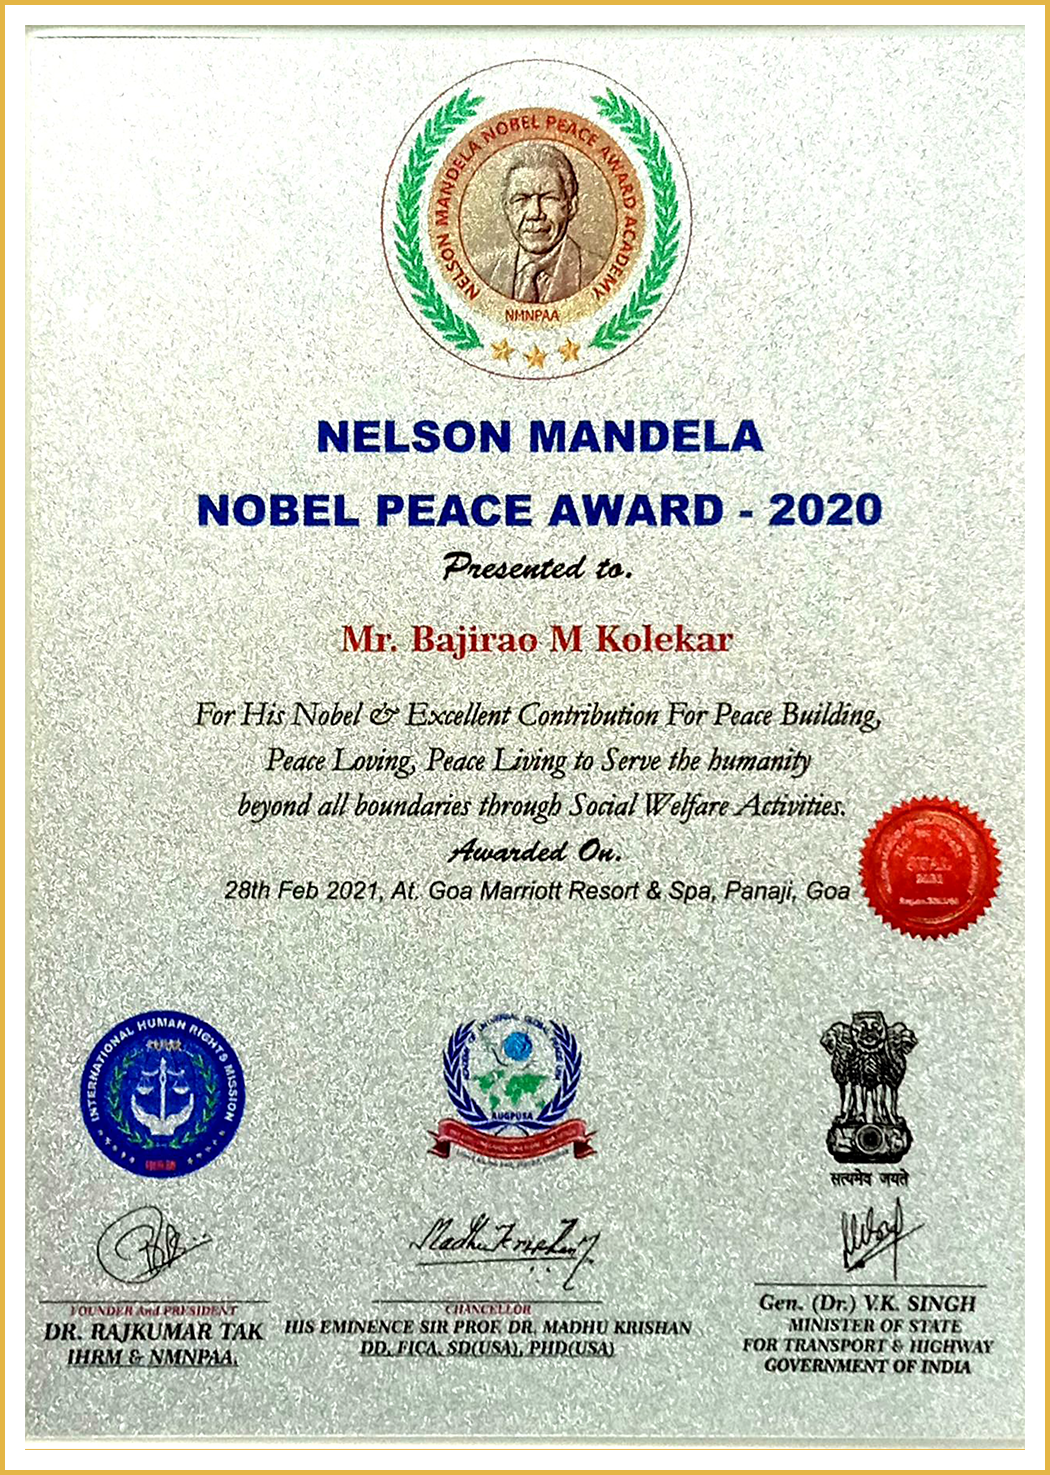 NELSON MANDELA NOBEL PEACE AWARD ACADEMY
NMNPAA
NELSON MANDELA
NOBEL PEACE AWARD - 2020
Presented to.
Mr. Bajirao M Kolekar
For His Nobel & Excellent Contribution For Peace Building,
Peace Loving, Peace Living to Serve the humanity
beyond all boundaries through Social Welfare Activities.
Awarded On.
28th Feb 2021, At. Goa Marriott Resort & Spa, Panaji, Goa
INTERNATIONAL HUMAN RIGHTS MISSION
AUGPUSA
सत्यमेव जयते
Madhu Krishan
FOUNDER And PRESIDENT
DR. RAJKUMAR TAK
IHRM & NMNPAA.
CHANCELLOR
HIS EMINENCE SIR PROF. DR. MADHU KRISHAN
DD, FICA, SD(USA), PHD(USA)
Gen. (Dr.) V.K. SINGH
MINISTER OF STATE
FOR TRANSPORT & HIGHWAY
GOVERNMENT OF INDIA